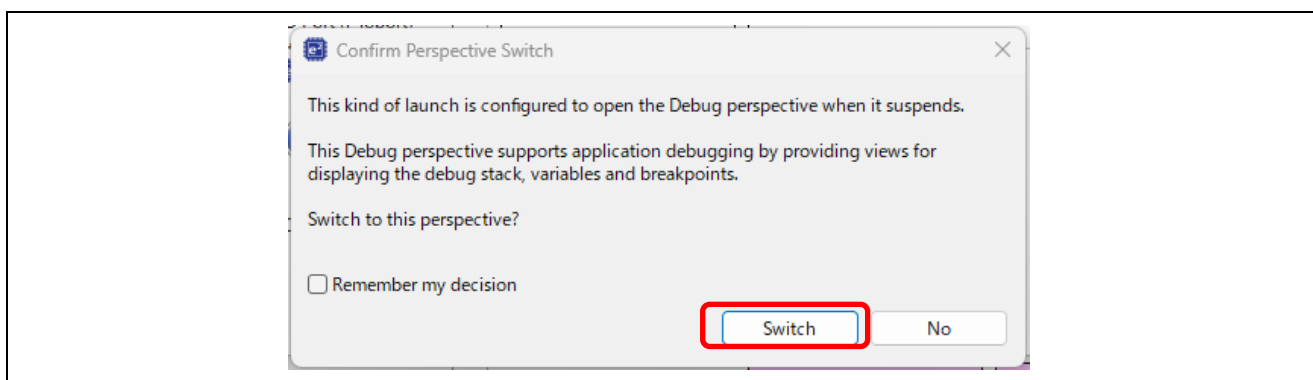 Confirm Perspective Switch
This kind of launch is configured to open the Debug perspective when it suspends.
This Debug perspective supports application debugging by providing views for
displaying the debug stack, variables and breakpoints.
Switch to this perspective?
Remember my decision
Switch
No